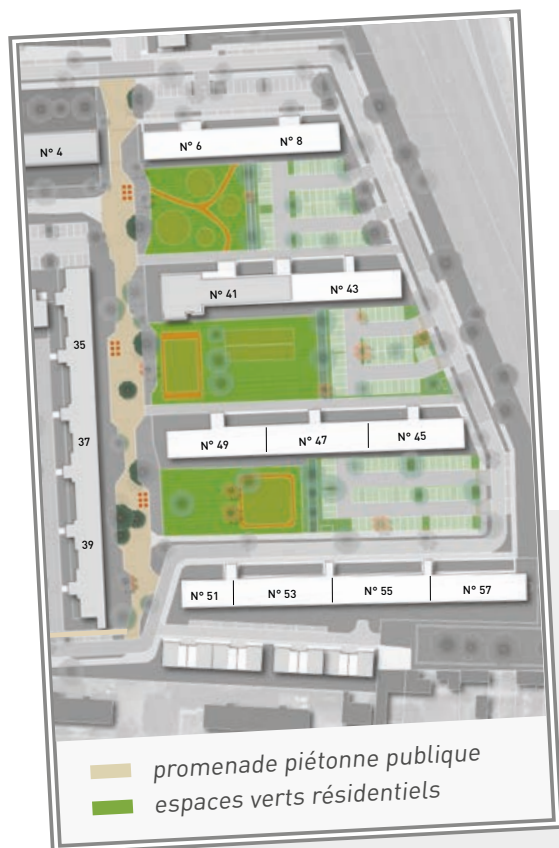 N° 4
N° 6
N° 8
N° 41
N° 43
35
37
39
N° 49
N° 47
N° 45
N° 51
N° 53
N° 55
N° 57
promenade piétonne publique
espaces verts résidentiels